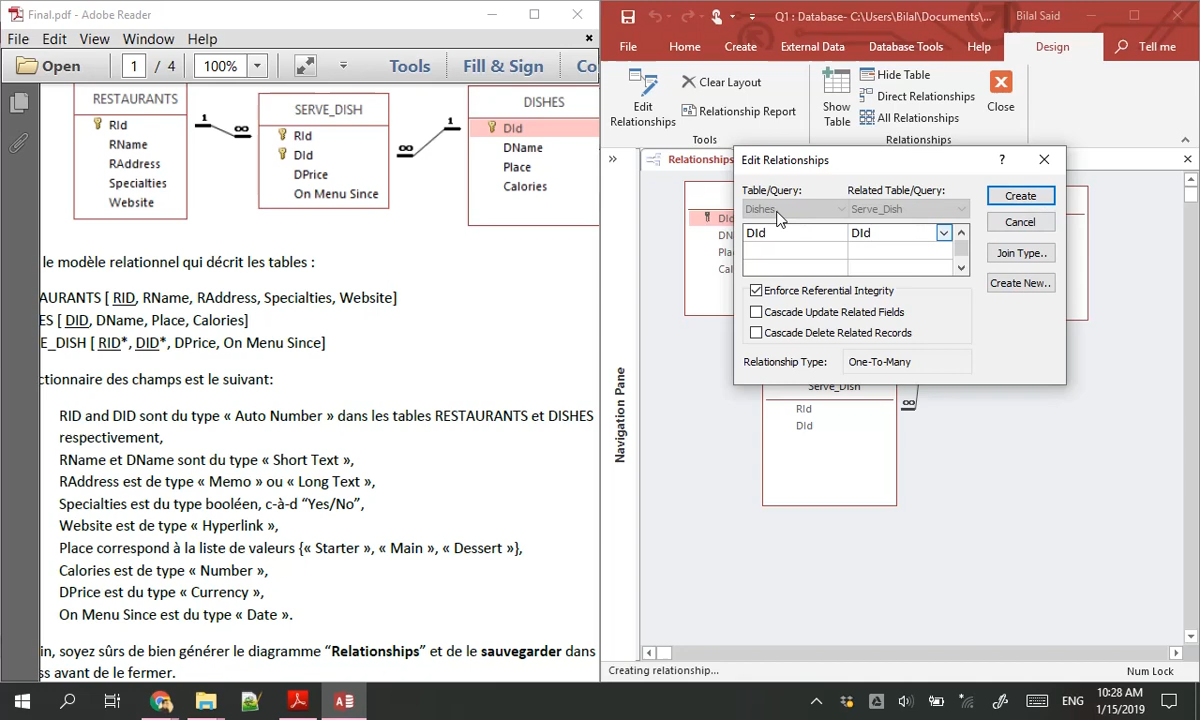 Final.pdf - Adobe Reader
File Edit View Window Help
Open 1 / 4 100% Tools Fill & Sign Co
RESTAURANTS
RId
RName
RAddress
Specialties
Website
1 ∞
SERVE_DISH
RId
DId
DPrice
On Menu Since
∞ 1
DISHES
DId
DName
Place
Calories
le modèle relationnel qui décrit les tables :
AURANTS [ RID, RName, RAddress, Specialties, Website]
ES [ DID, DName, Place, Calories]
E_DISH [ RID*, DID*, DPrice, On Menu Since]
ctionnaire des champs est le suivant:
RID and DID sont du type « Auto Number » dans les tables RESTAURANTS et DISHES
respectivement,
RName et DName sont du type « Short Text »,
RAddress est de type « Memo » ou « Long Text »,
Specialties est du type booléen, c-à-d “Yes/No”,
Website est de type « Hyperlink »,
Place correspond à la liste de valeurs {« Starter », « Main », « Dessert »},
Calories est de type « Number »,
DPrice est du type « Currency »,
On Menu Since est du type « Date ».
in, soyez sûrs de bien générer le diagramme “Relationships” et de le sauvegarder dans
ss avant de le fermer.
Q1 : Database- C:\Users\Bilal\Documents\... Bilal Said
File Home Create External Data Database Tools Help Design Tell me
Edit
Relationships
Clear Layout
Relationship Report
Tools
Show
Table
Hide Table
Direct Relationships
All Relationships
Relationships
Close
Relationships
Navigation Pane
DId
DN
Pla
Cal
Edit Relationships
? 
Table/Query: Related Table/Query:
Dishes Serve_Dish
DId DId
Enforce Referential Integrity
Cascade Update Related Fields
Cascade Delete Related Records
Relationship Type: One-To-Many
Create
Cancel
Join Type..
Create New..
Serve_Dish
RId
DId
∞
Creating relationship... Num Lock
ENG
10:28 AM
1/15/2019